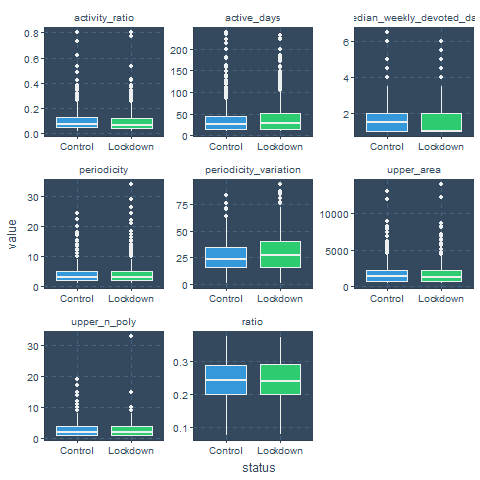 activity_ratio
active_days
edian_weekly_devoted_da
0.8
0.6
0.4
0.2
0.0
Control Lockdown
200
150
100
50
0
Control Lockdown
6
4
2
Control Lockdown
periodicity
periodicity_variation
upper_area
30
20
10
0
Control Lockdown
75
50
25
0
Control Lockdown
10000
5000
0
Control Lockdown
value
upper_n_poly
ratio
30
20
10
0
Control Lockdown
0.3
0.2
0.1
Control Lockdown
status